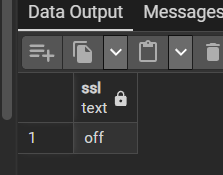 Data Output Messages
ssl
text
1 off